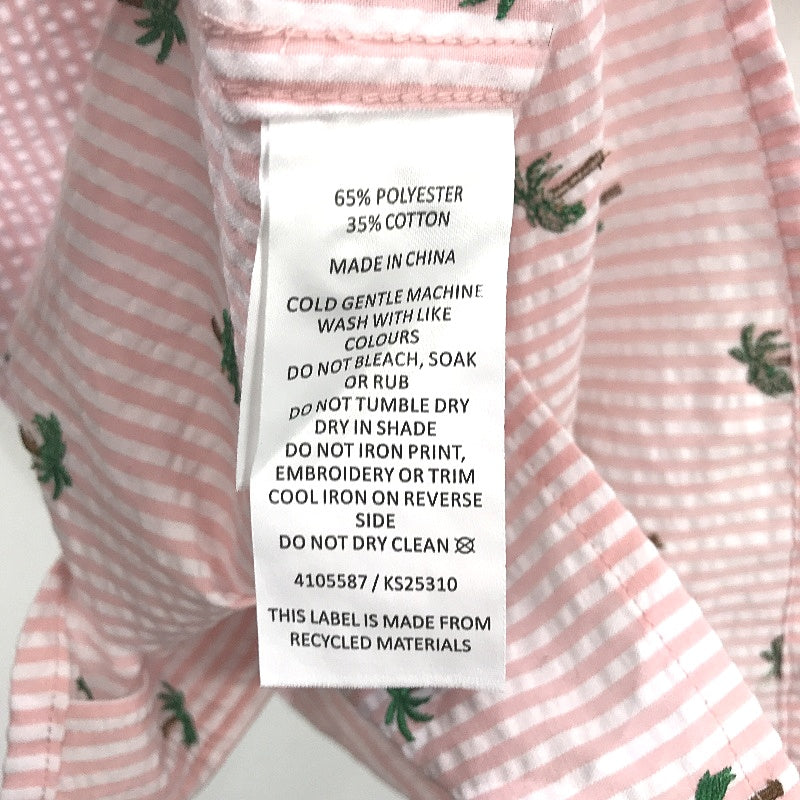 65% POLYESTER
35% COTTON
MADE IN CHINA
COLD GENTLE MACHINE
WASH WITH LIKE
COLOURS
DO NOT BLEACH, SOAK
OR RUB
DO NOT TUMBLE DRY
DRY IN SHADE
DO NOT IRON PRINT,
EMBROIDERY OR TRIM
COOL IRON ON REVERSE
SIDE
DO NOT DRY CLEAN
4105587 / KS25310
THIS LABEL IS MADE FROM
RECYCLED MATERIALS